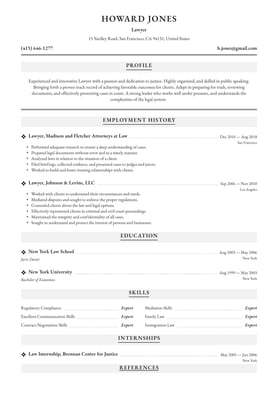 HOWARD JONES
Lawyer
15 Yardley Road, San Francisco, CA 94131, United States
(415) 646-1277
h.jones@gmail.com
PROFILE
Experienced and innovative Lawyer with a passion and dedication to justice. Highly organized, and skilled in public speaking.
Bringing forth a proven track record of achieving favorable outcomes for clients. Adept in preparing for trials, reviewing
documents, and effectively presenting cases in court. A strong leader who works well under pressure, and understands the
complexities of the legal system.
EMPLOYMENT HISTORY
Lawyer, Madison and Fletcher Attorneys at Law
Dec 2010 — Aug 2018
San Francisco
• Performed adequate research to ensure a deep understanding of cases.
• Prepared legal documents without error and in a timely manner.
• Analyzed laws in relation to the situation of a client.
• Filed briefings, collected evidence, and presented cases to judges and jurors.
• Worked to build and foster trusting relationships with clients.
Lawyer, Johnson & Levine, LLC
Sep 2006 — Nov 2010
Los Angeles
• Worked with clients to understand their circumstances and needs.
• Mediated disputes and sought to enforce the proper regulations.
• Counseled clients about the law and legal options.
• Effectively represented clients in criminal and civil court proceedings.
• Maintained the integrity and confidentiality of all cases.
• Sought to understand and protect the interests of persons and businesses.
EDUCATION
New York Law School
Aug 2003 — May 2006
Juris Doctor
New York
New York University
Aug 1999 — May 2003
Bachelor of Economics
New York
SKILLS
Regulatory Compliance
Expert
Mediation Skills
Expert
Excellent Communication Skills
Expert
Family Law
Expert
Contract Negotiation Skills
Expert
Immigration Law
Expert
INTERNSHIPS
Law Internship, Brennan Center for Justice
May 2005 — Jun 2006
New York
REFERENCES